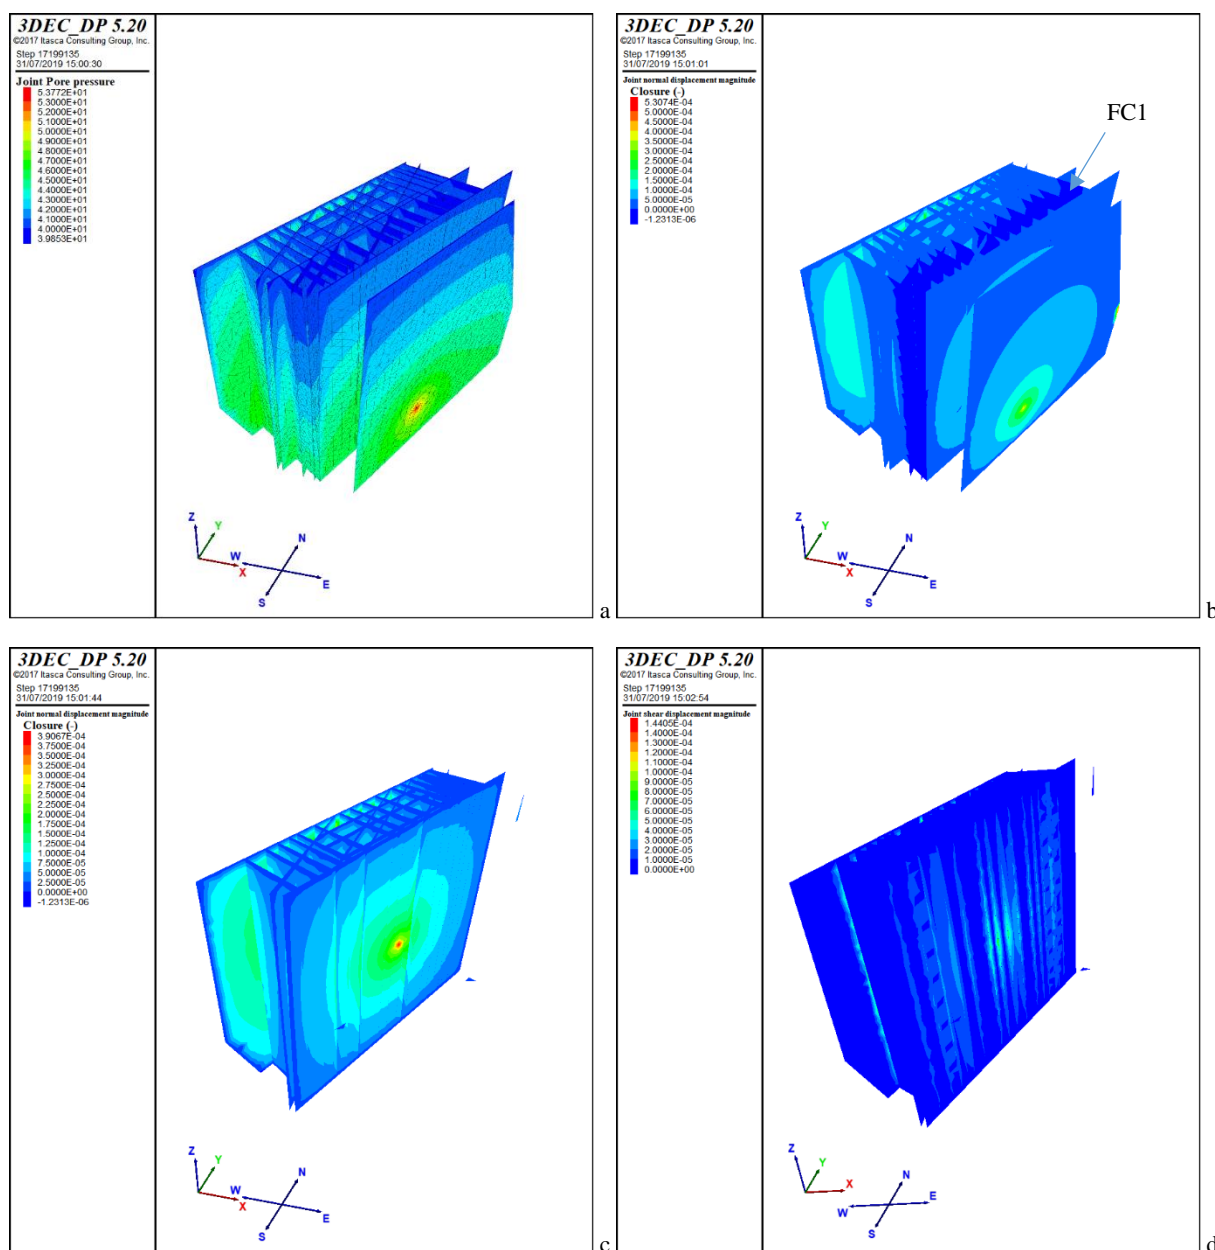 3DEC_DP 5.20
©2017 Itasca Consulting Group, Inc.
Step 17199135
31/07/2019 15:00:30
Joint Pore pressure
5.3772E+01
5.3000E+01
5.2000E+01
5.1000E+01
5.0000E+01
4.9000E+01
4.8000E+01
4.7000E+01
4.6000E+01
4.5000E+01
4.4000E+01
4.3000E+01
4.2000E+01
4.1000E+01
4.0000E+01
3.9853E+01
Z
Y
X
N
W
E
S
a
3DEC_DP 5.20
©2017 Itasca Consulting Group, Inc.
Step 17199135
31/07/2019 15:01:01
Joint normal displacement magnitude
Closure (-)
5.3074E-04
5.0000E-04
4.5000E-04
4.0000E-04
3.5000E-04
3.0000E-04
2.5000E-04
2.0000E-04
1.5000E-04
1.0000E-04
5.0000E-05
0.0000E+00
-1.2313E-06
FC1
Z
Y
X
N
W
E
S
b
3DEC_DP 5.20
©2017 Itasca Consulting Group, Inc.
Step 17199135
31/07/2019 15:01:44
Joint normal displacement magnitude
Closure (-)
3.9067E-04
3.7500E-04
3.5000E-04
3.2500E-04
3.0000E-04
2.7500E-04
2.5000E-04
2.2500E-04
2.0000E-04
1.7500E-04
1.5000E-04
1.2500E-04
1.0000E-04
7.5000E-05
5.0000E-05
2.5000E-05
0.0000E+00
-1.2313E-06
Z
Y
X
N
W
E
S
c
3DEC_DP 5.20
©2017 Itasca Consulting Group, Inc.
Step 17199135
31/07/2019 15:02:54
Joint shear displacement magnitude
1.4405E-04
1.4000E-04
1.3000E-04
1.2000E-04
1.1000E-04
1.0000E-04
9.0000E-05
8.0000E-05
7.0000E-05
6.0000E-05
5.0000E-05
4.0000E-05
3.0000E-05
2.0000E-05
1.0000E-05
0.0000E+00
Z
Y
X
N
W
E
S
d